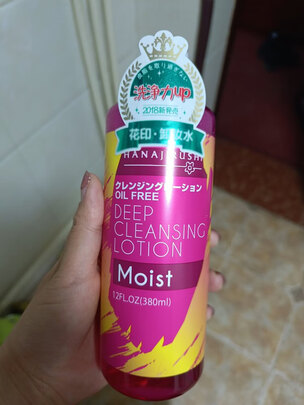 洗浄力up
2018新発売
花印·卸妆水
HANAJIRUSHI
クレンジングローション
OIL FREE
DEEP
CLEANSING
LOTION
Moist
12FL.OZ(380ml)